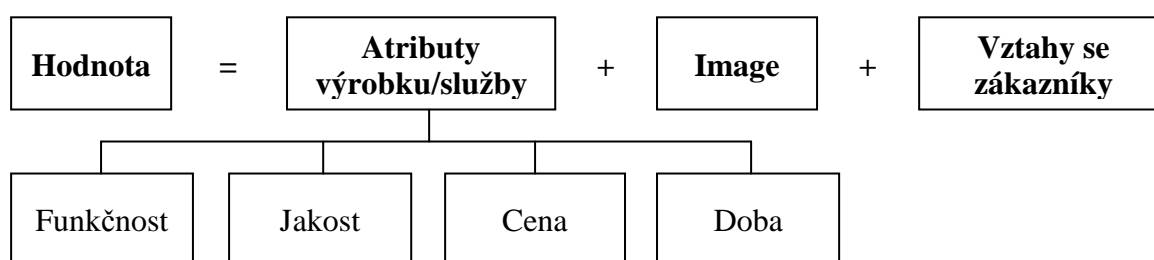 Hodnota = Atributy výrobku/služby + Image + Vztahy se zákazníky
Funkčnost Jakost Cena Doba